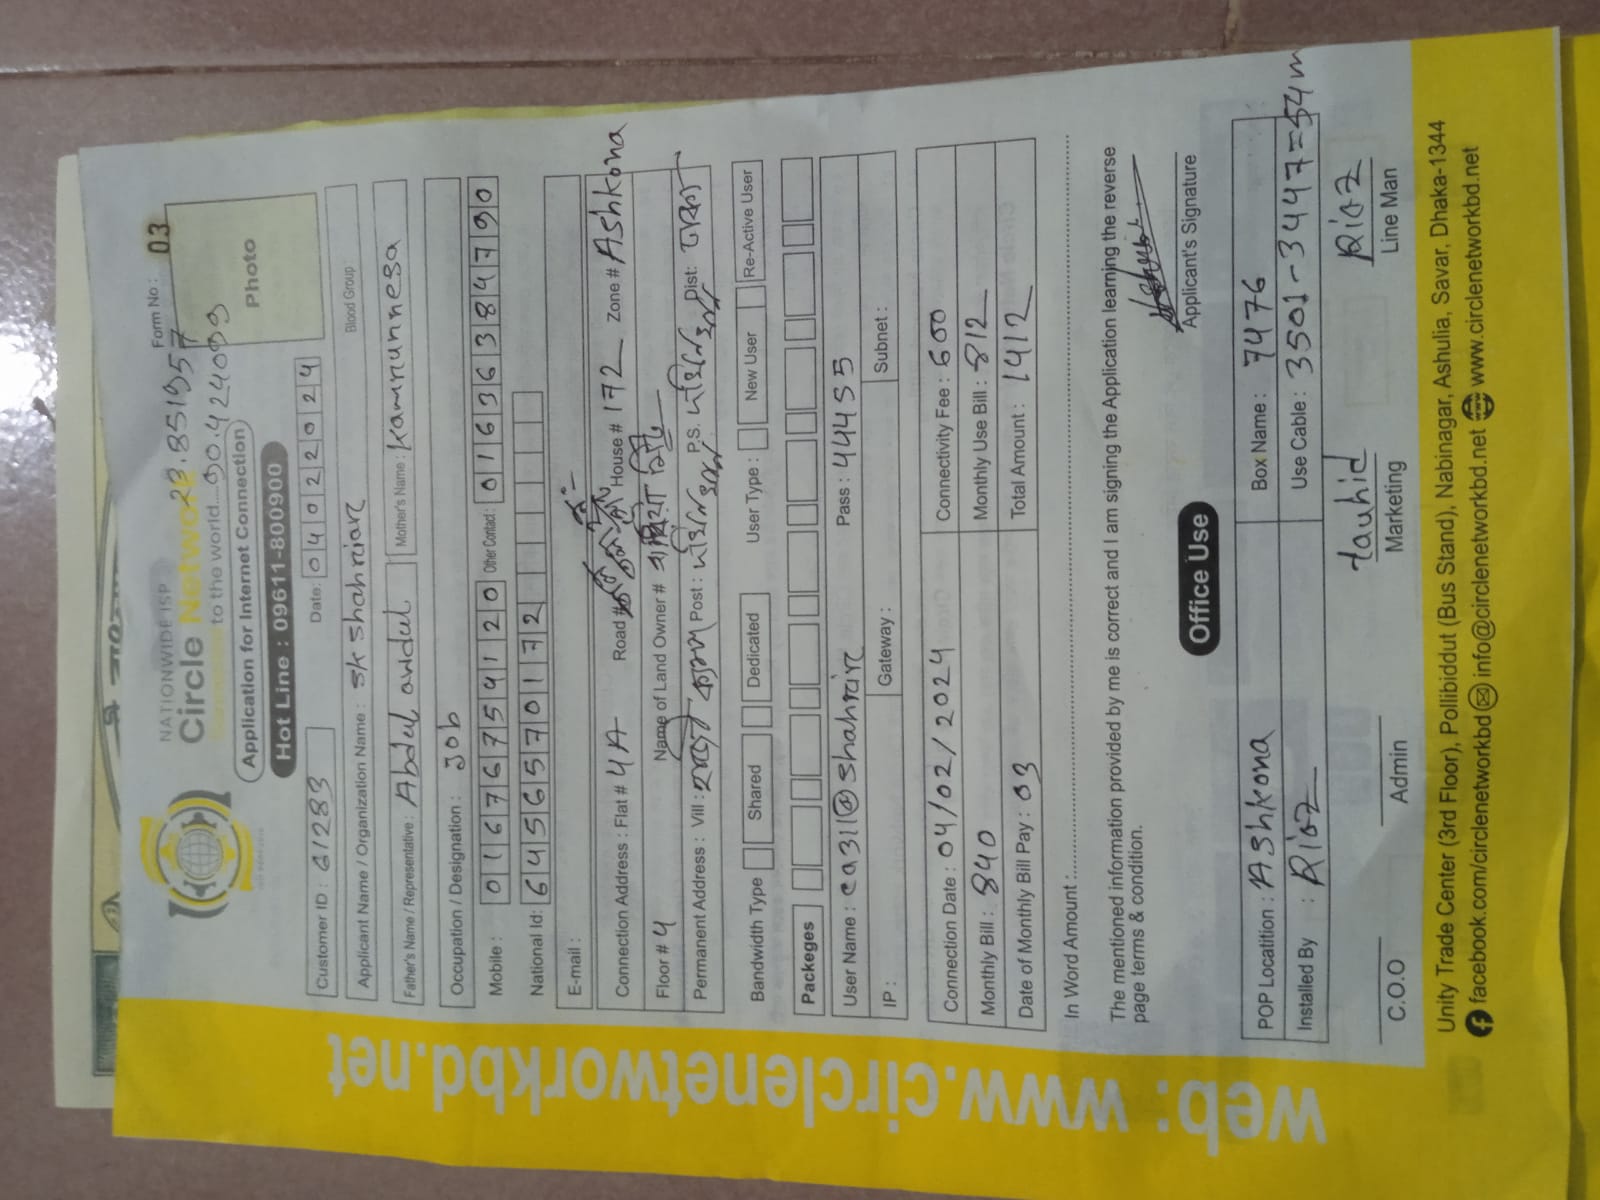 NATIONWIDE ISP
Circle Network
to the world....
23.851957
90.424099
Form No : 03
Photo
Application for Internet Connection
Hot Line : 09611-800900
Customer ID : 61283
Date: 04022024
Applicant Name / Organization Name : SK Shahriar
Blood Group :
Father's Name / Representative : Abdul owdul
Mother's Name : kamrunnesa
Occupation / Designation : Job
Mobile : 01676759120 Other Contact : 01636384790
National Id: 6456570172
E-mail :
Connection Address : Flat # 4A Road # House # 172 Zone # Ashkona
Floor # 4 Name of Land Owner #
Permanent Address : Vill : Post : P.S. Dist: ঢাকা
Bandwidth Type Shared Dedicated User Type : New User Re-Active User
Packeges
User Name : ca311@shahriar Pass : 44455
IP : Gateway : Subnet :
Connection Date : 04/02/2024 Connectivity Fee : 600
Monthly Bill : 840 Monthly Use Bill : 812
Date of Monthly Bill Pay : 03 Total Amount : 1412
In Word Amount :
The mentioned information provided by me is correct and I am signing the Application learning the reverse
page terms & condition.
Applicant's Signature
Office Use
POP Locatition : Ashkona Box Name : 7476
Installed By : Riaz Use Cable : 3501-3447=54m
tauhid Riaz
C.O.O Admin Marketing Line Man
Unity Trade Center (3rd Floor), Pollibiddut (Bus Stand), Nabinagar, Ashulia, Savar, Dhaka-1344
facebook.com/circlenetworkbd info@circlenetworkbd.net www.circlenetworkbd.net
web: www.circlenetworkbd.net